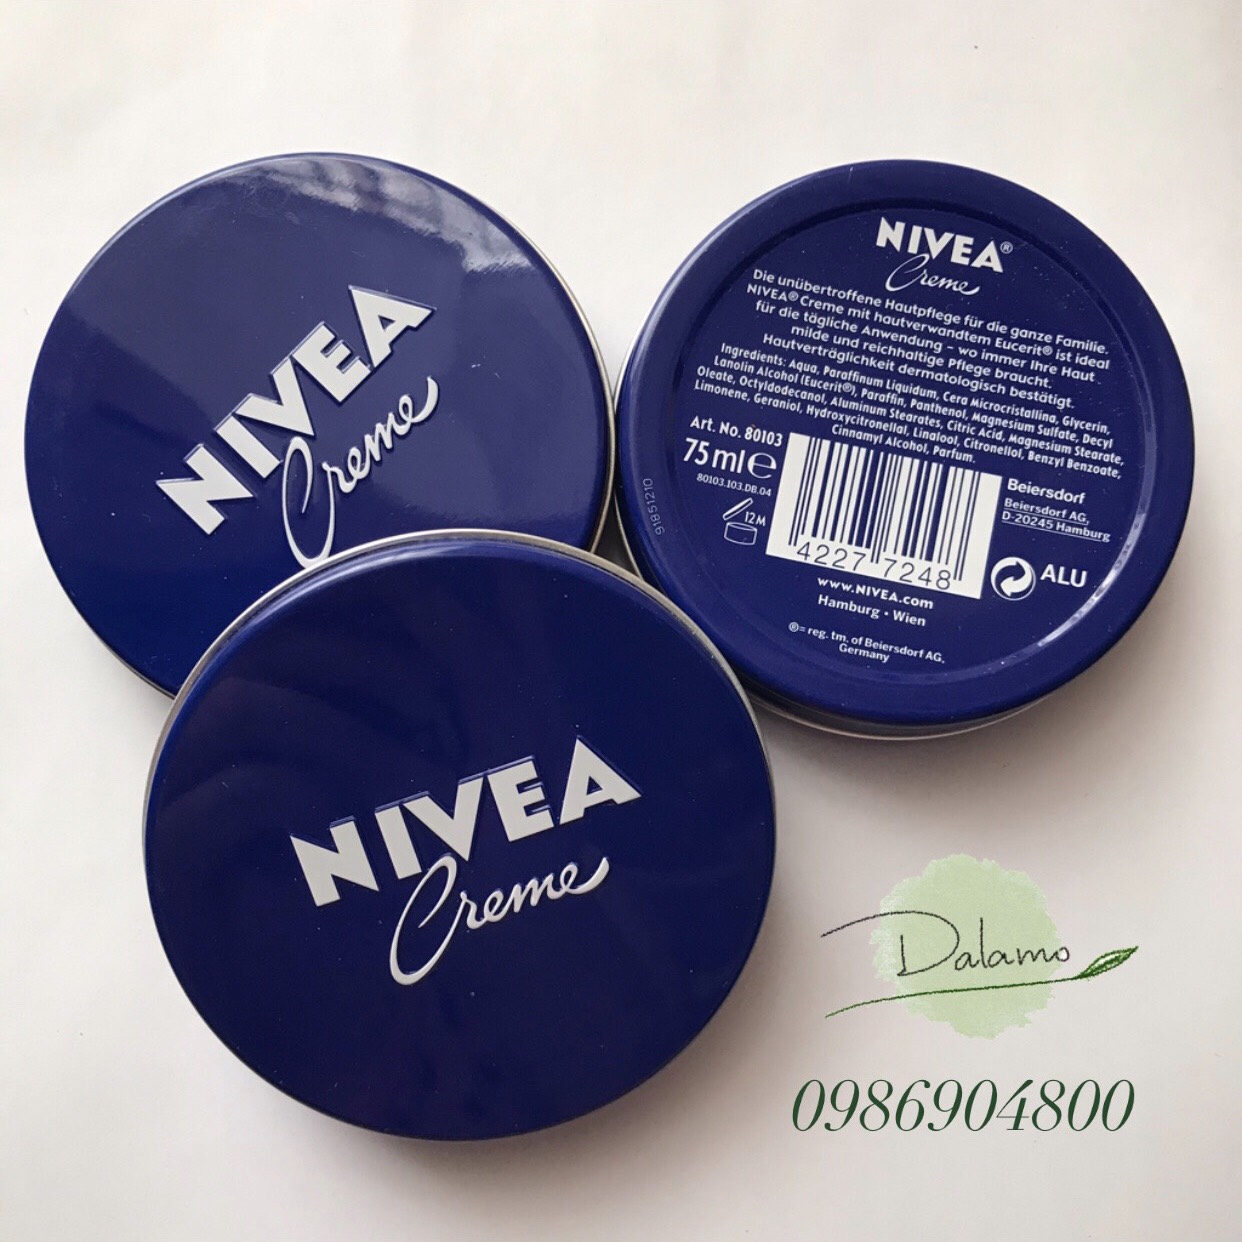 NIVEA
Creme
NIVEA®
Creme
Die unübertroffene Hautpflege für die ganze Familie.
NIVEA® Creme mit hautverwandtem Eucerit® ist ideal
für die tägliche Anwendung – wo immer Ihre Haut
milde und reichhaltige Pflege braucht.
Hautverträglichkeit dermatologisch bestätigt.
Ingredients: Aqua, Paraffinum Liquidum, Cera Microcristallina, Glycerin,
Lanolin Alcohol (Eucerit®), Paraffin, Panthenol, Magnesium Sulfate, Decyl
Oleate, Octyldodecanol, Aluminum Stearates, Citric Acid, Magnesium Stearate,
Limonene, Geraniol, Hydroxycitronellal, Linalool, Citronellol, Benzyl Benzoate,
Cinnamyl Alcohol, Parfum.
Art. No. 80103
75 ml e
80103.103.DB.04
12M
91851210
4227 7248
Beiersdorf
Beiersdorf AG,
D-20245 Hamburg
ALU
www.NIVEA.com
Hamburg • Wien
®= reg. tm. of Beiersdorf AG,
Germany
NIVEA
Creme
Dalamo
0986904800